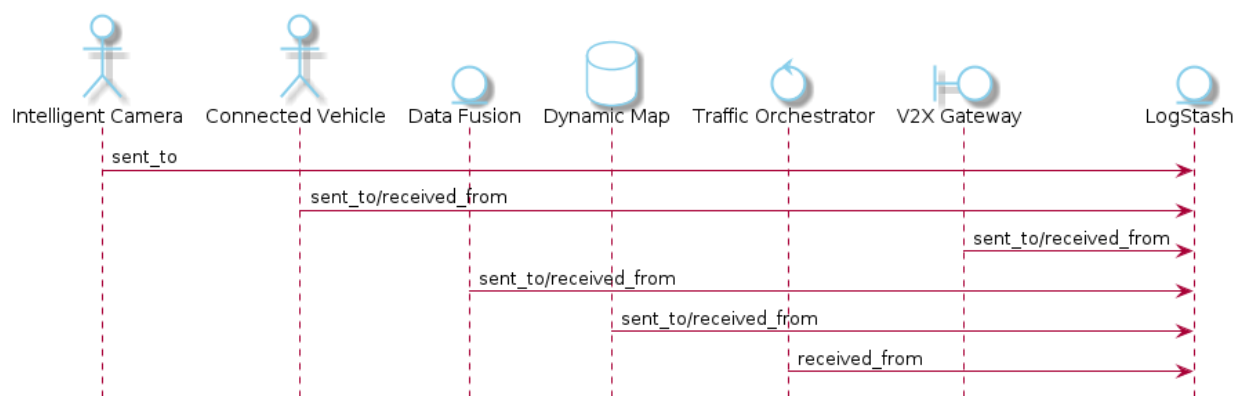 Intelligent Camera
Connected Vehicle
Data Fusion
Dynamic Map
Traffic Orchestrator
V2X Gateway
LogStash
sent_to
sent_to/received_from
sent_to/received_from
sent_to/received_from
sent_to/received_from
received_from